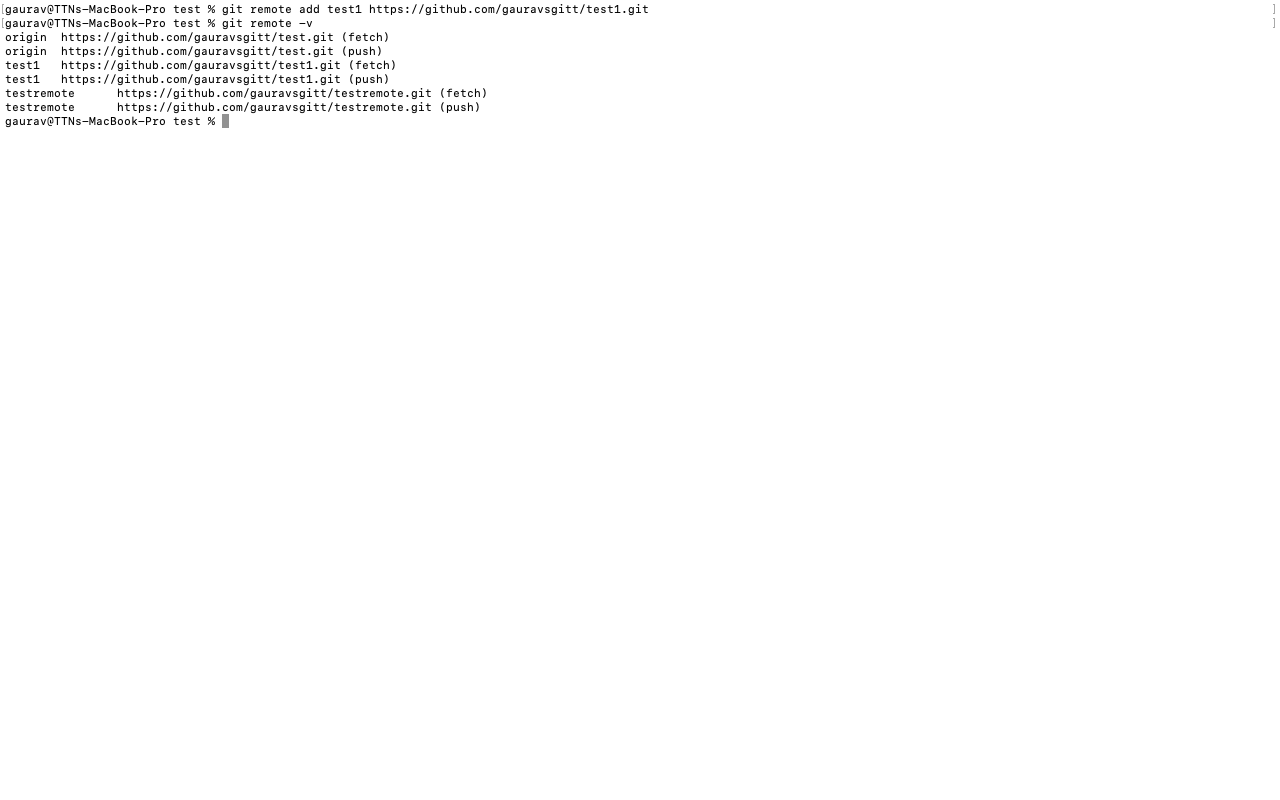 [gaurav@TTNs-MacBook-Pro test % git remote add test1 https://github.com/gauravsgitt/test1.git ]
[gaurav@TTNs-MacBook-Pro test % git remote -v ]
origin	https://github.com/gauravsgitt/test.git (fetch)
origin	https://github.com/gauravsgitt/test.git (push)
test1	https://github.com/gauravsgitt/test1.git (fetch)
test1	https://github.com/gauravsgitt/test1.git (push)
testremote	https://github.com/gauravsgitt/testremote.git (fetch)
testremote	https://github.com/gauravsgitt/testremote.git (push)
gaurav@TTNs-MacBook-Pro test %